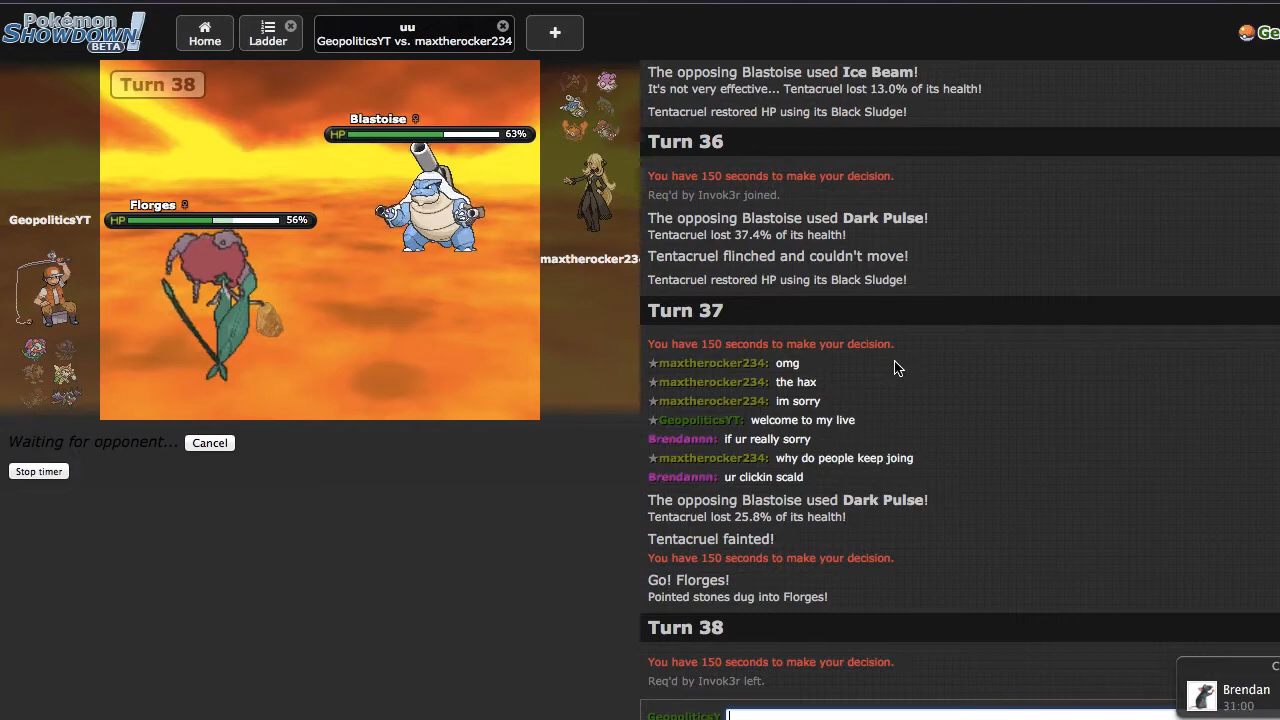 Pokémon
SHOWDOWN!
BETA
Home
Ladder
uu
GeopoliticsYT vs. maxtherocker234
+
Ge
Turn 38
Blastoise ♀
HP 63%
Florges ♀
HP 56%
GeopoliticsYT
maxtherocker234
Waiting for opponent... Cancel
Stop timer
The opposing Blastoise used Ice Beam!
It's not very effective... Tentacruel lost 13.0% of its health!
Tentacruel restored HP using its Black Sludge!
Turn 36
You have 150 seconds to make your decision.
Req'd by Invok3r joined.
The opposing Blastoise used Dark Pulse!
Tentacruel lost 37.4% of its health!
Tentacruel flinched and couldn't move!
Tentacruel restored HP using its Black Sludge!
Turn 37
You have 150 seconds to make your decision.
★maxtherocker234: omg
★maxtherocker234: the hax
★maxtherocker234: im sorry
★GeopoliticsYT: welcome to my live
Brendannn: if ur really sorry
★maxtherocker234: why do people keep joing
Brendannn: ur clickin scald
The opposing Blastoise used Dark Pulse!
Tentacruel lost 25.8% of its health!
Tentacruel fainted!
You have 150 seconds to make your decision.
Go! Florges!
Pointed stones dug into Florges!
Turn 38
You have 150 seconds to make your decision.
Req'd by Invok3r left.
GeopoliticsY
C
Brendan
31:00